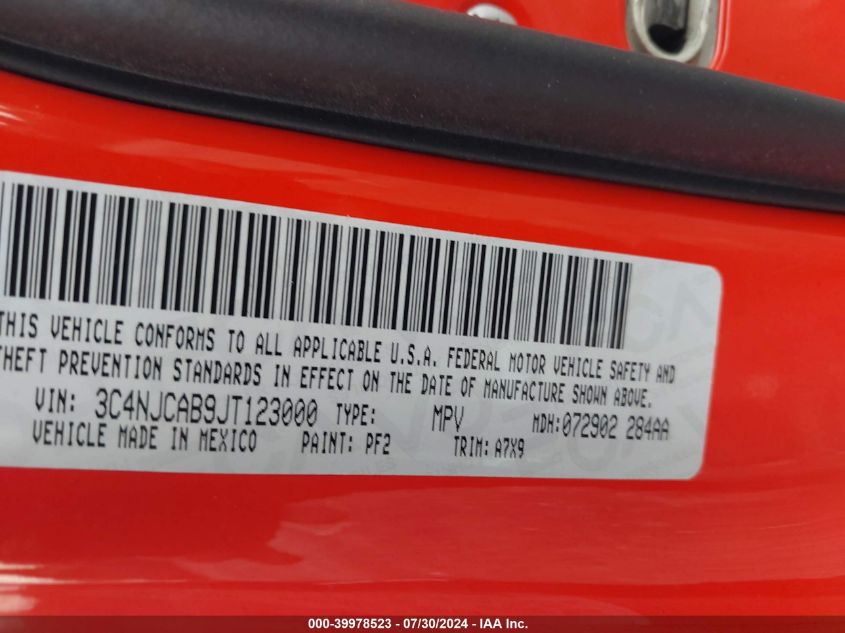 THIS VEHICLE CONFORMS TO ALL APPLICABLE U.S.A. FEDERAL MOTOR VEHICLE SAFETY AND
THEFT PREVENTION STANDARDS IN EFFECT ON THE DATE OF MANUFACTURE SHOWN ABOVE.
VIN: 3C4NJCAB9JT123000 TYPE: MPV MDH:072902 284AA
VEHICLE MADE IN MEXICO PAINT: PF2 TRIM: A7X9
000-39978523 / 07/30/2024 - IAA Inc.